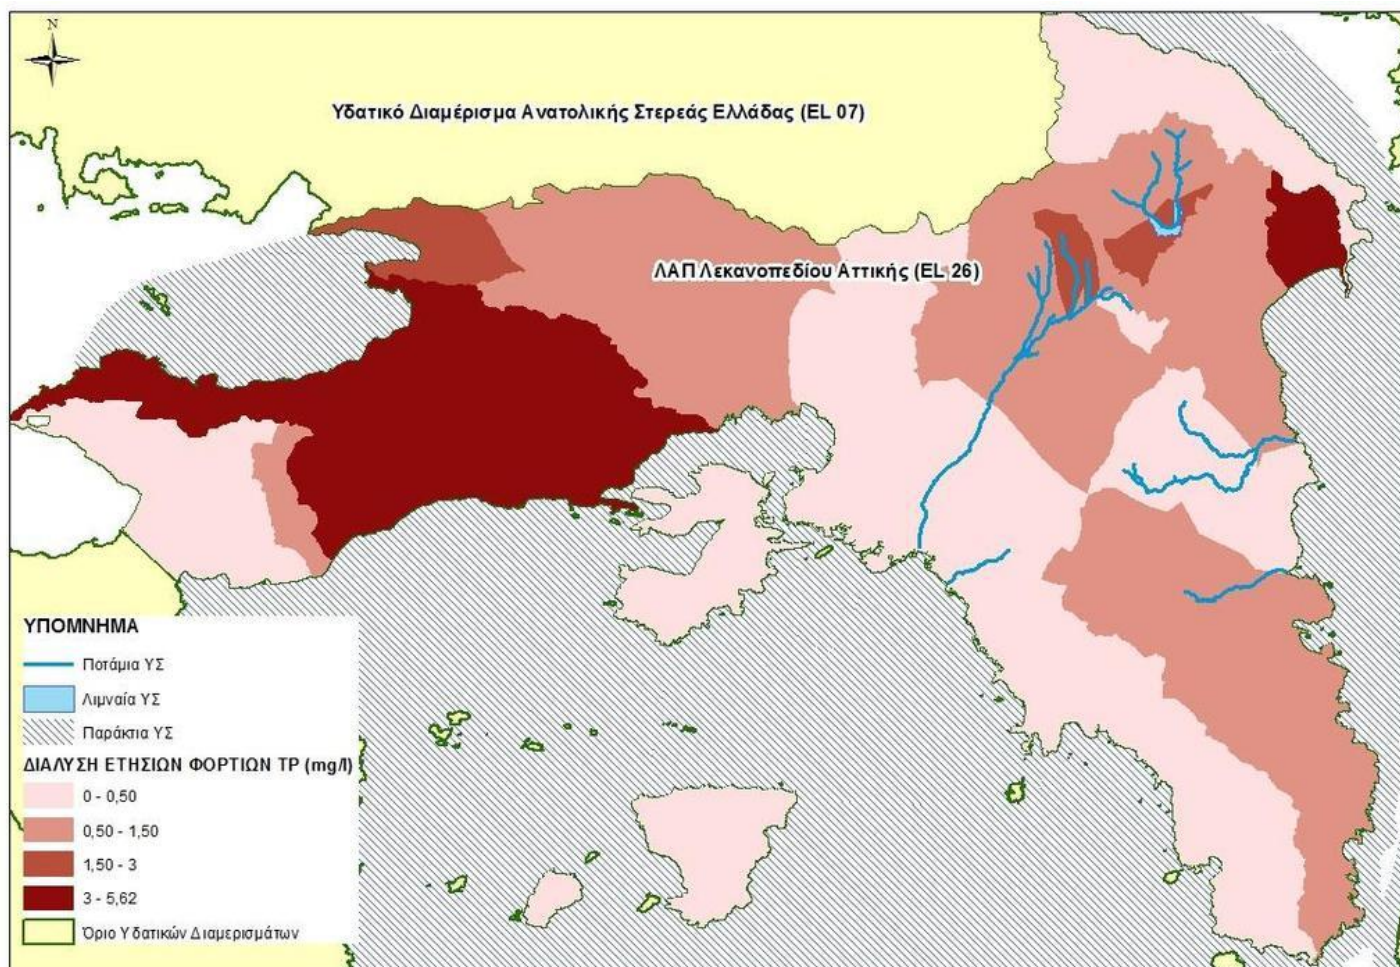 N
Υδατικό Διαμέρισμα Ανατολικής Στερεάς Ελλάδας (EL 07)
ΛΑΠ Λεκανοπεδίου Αττικής (EL 26)
ΥΠΟΜΝΗΜΑ
Ποτάμια ΥΣ
Λιμναία ΥΣ
Παράκτια ΥΣ
ΔΙΑΛΥΣΗ ΕΤΗΣΙΩΝ ΦΟΡΤΙΩΝ TP (mg/l)
0 - 0,50
0,50 - 1,50
1,50 - 3
3 - 5,62
Όριο Υδατικών Διαμερισμάτων